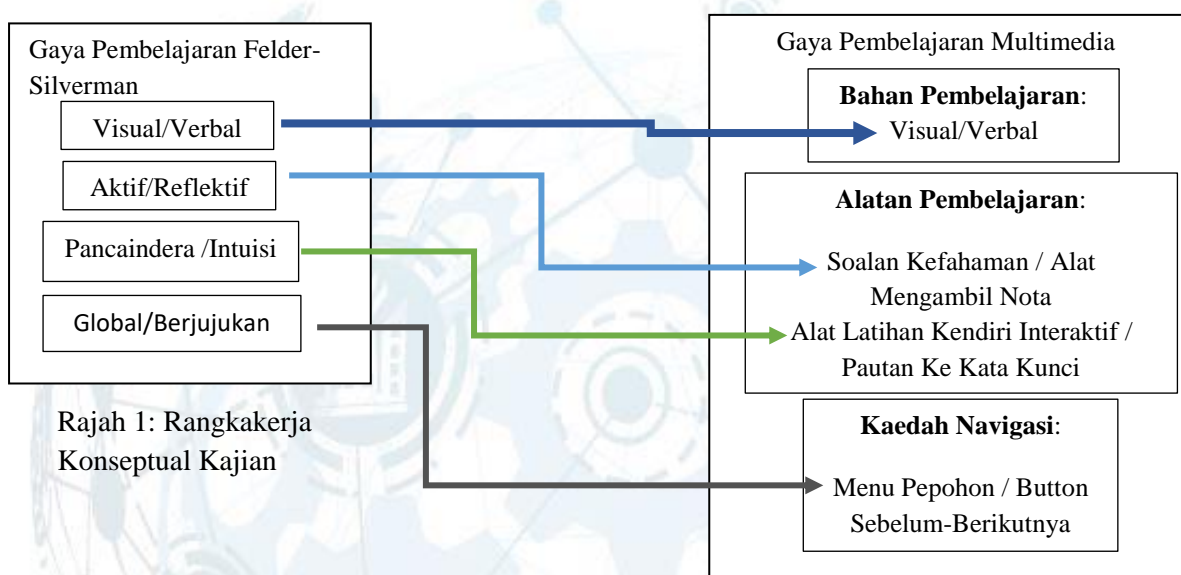 Gaya Pembelajaran Felder-
Silverman
Visual/Verbal
Aktif/Reflektif
Pancaindera /Intuisi
Global/Berjujukan
Rajah 1: Rangkakerja
Konseptual Kajian
Gaya Pembelajaran Multimedia
Bahan Pembelajaran:
Visual/Verbal
Alatan Pembelajaran:
Soalan Kefahaman / Alat
Mengambil Nota
Alat Latihan Kendiri Interaktif /
Pautan Ke Kata Kunci
Kaedah Navigasi:
Menu Pepohon / Button
Sebelum-Berikutnya